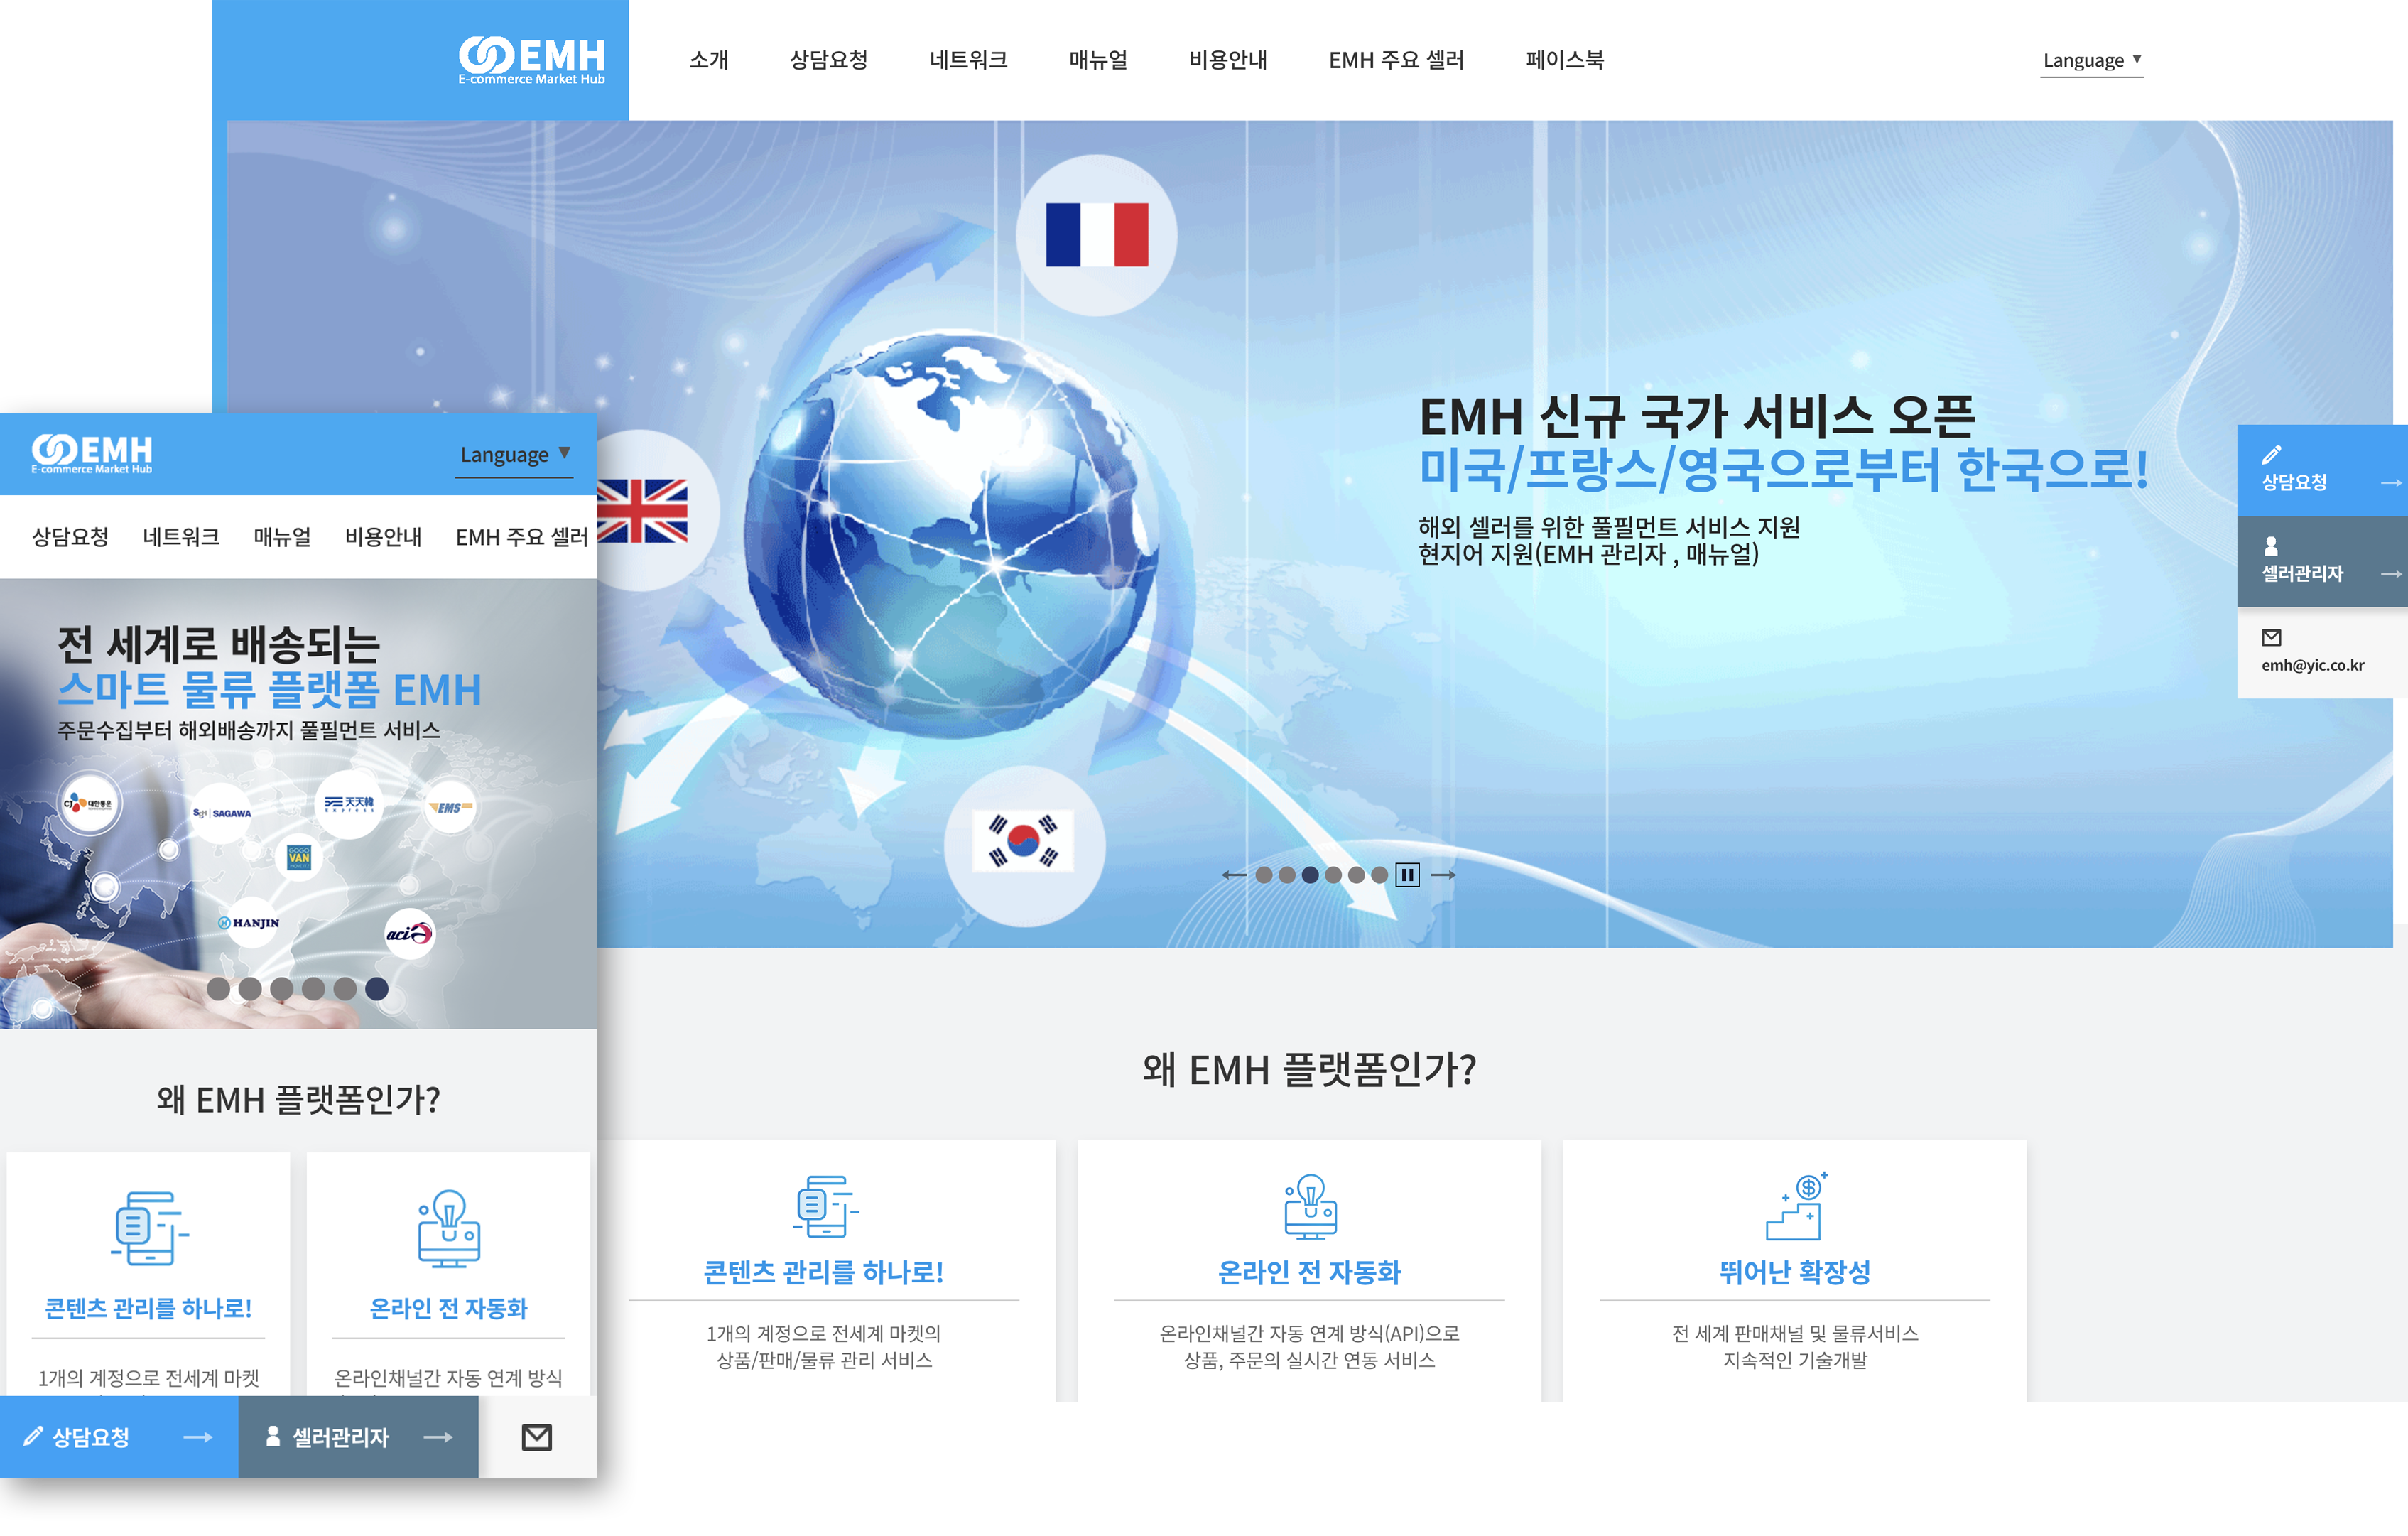 EMH
E-commerce Market Hub
소개 상담요청 네트워크 매뉴얼 비용안내 EMH 주요 셀러 페이스북
Language ▼
EMH 신규 국가 서비스 오픈
미국/프랑스/영국으로부터 한국으로!
해외 셀러를 위한 풀필먼트 서비스 지원
현지어 지원(EMH 관리자 , 매뉴얼)
상담요청
셀러관리자
emh@yic.co.kr
왜 EMH 플랫폼인가?
콘텐츠 관리를 하나로!
1개의 계정으로 전세계 마켓의
상품/판매/물류 관리 서비스
온라인 전 자동화
온라인채널간 자동 연계 방식(API)으로
상품, 주문의 실시간 연동 서비스
뛰어난 확장성
전 세계 판매채널 및 물류서비스
지속적인 기술개발
EMH
E-commerce Market Hub
Language ▼
상담요청 네트워크 매뉴얼 비용안내 EMH 주요 셀러
전 세계로 배송되는
스마트 물류 플랫폼 EMH
주문수집부터 해외배송까지 풀필먼트 서비스
CJ 대한통운
SAGAWA
天天韓
Express
EMS
GOGO
VAN
HANJIN
aci
왜 EMH 플랫폼인가?
콘텐츠 관리를 하나로!
1개의 계정으로 전세계 마켓
온라인 전 자동화
온라인채널간 자동 연계 방식
상담요청
셀러관리자